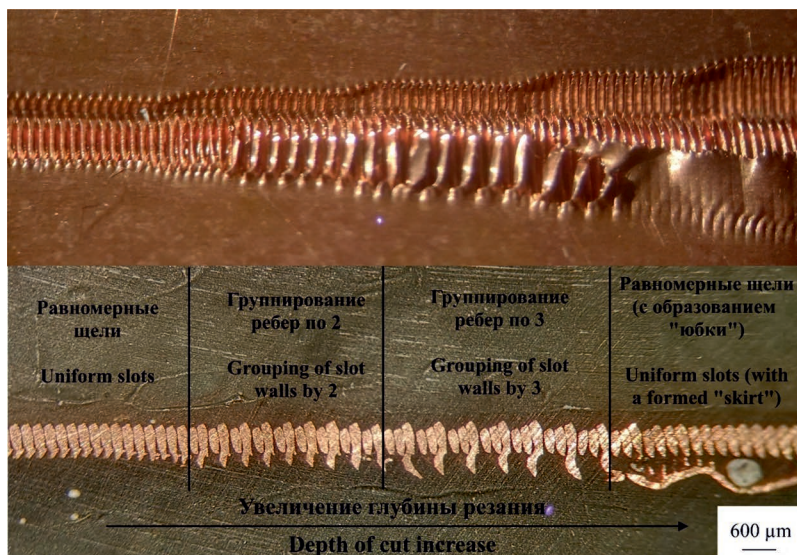 Равномерные
щели
Uniform slots
Группирование
ребер по 2
Grouping of slot
walls by 2
Группирование
ребер по 3
Grouping of slot
walls by 3
Равномерные щели
(с образованием
"юбки")
Uniform slots (with
a formed "skirt")
Увеличение глубины резания
Depth of cut increase
600 µm